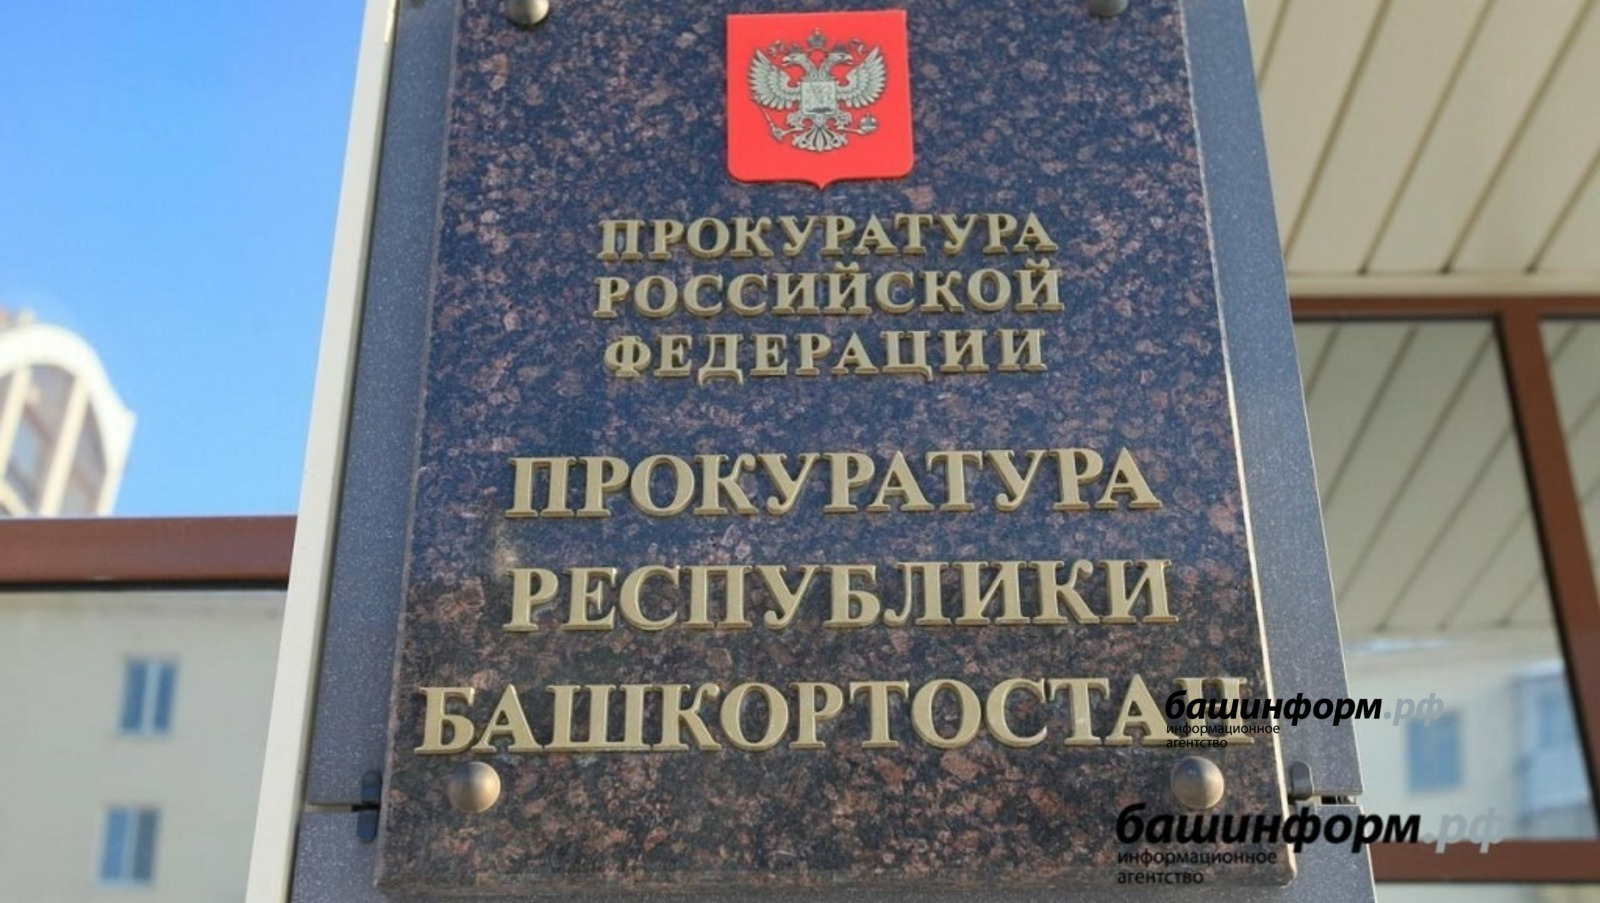 ПРОКУРАТУРА
РОССИЙСКОЙ
ФЕДЕРАЦИИ
ПРОКУРАТУРА
РЕСПУБЛИКИ
БАШКОРТОСТАН
башинформ.рф
информационное
агентство
башинформ.рф
информационное
агентство